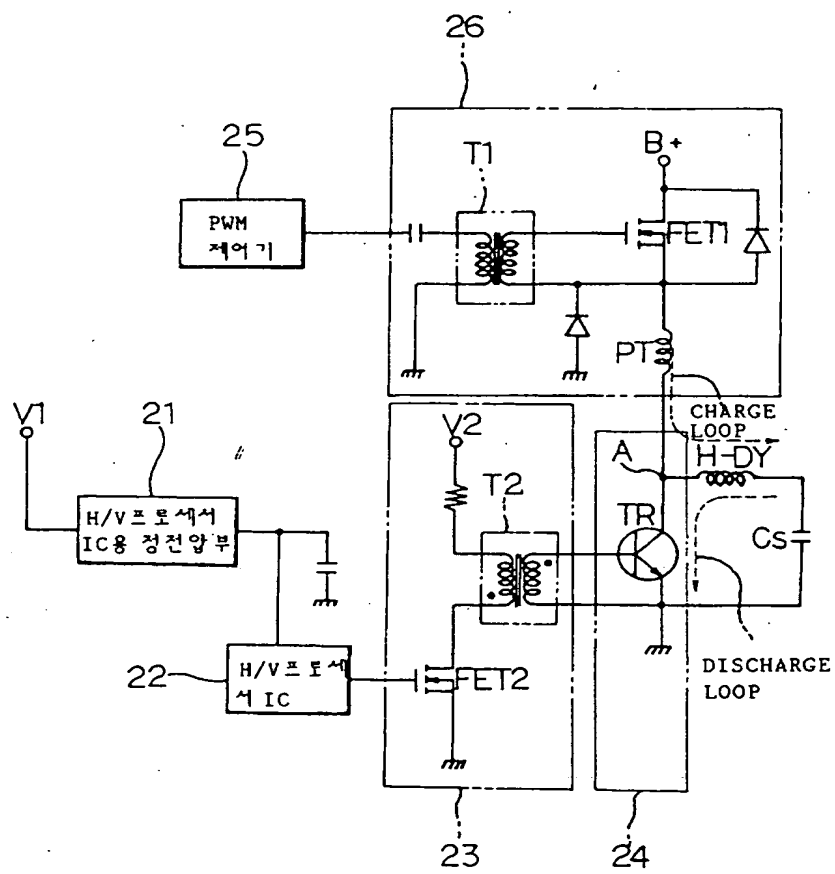 26
25
T1
B+
PWM
제어기
FET1
PT
V1
21
V2
CHARGE
LOOP
A
H-DY
T2
TR
H/V프로세서
IC용 정전압부
Cs
22
H/V프로세
서 IC
FET2
DISCHARGE
LOOP
23
24